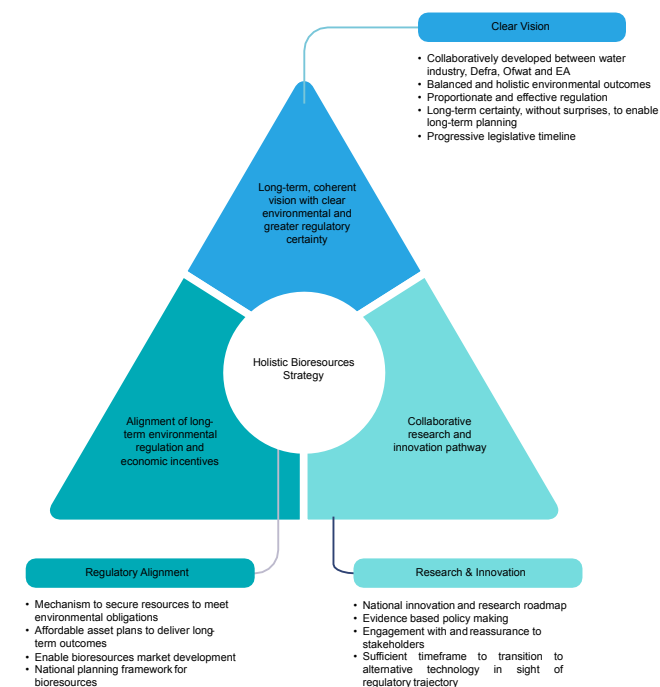 Clear Vision
• Collaboratively developed between water
industry, Defra, Ofwat and EA
• Balanced and holistic environmental outcomes
• Proportionate and effective regulation
• Long-term certainty, without surprises, to enable
long-term planning
• Progressive legislative timeline
Long-term, coherent
vision with clear
environmental and
greater regulatory
certainty
Holistic Bioresources
Strategy
Alignment of long-
term environmental
regulation and
economic incentives
Collaborative
research and
innovation pathway
Regulatory Alignment
• Mechanism to secure resources to meet
environmental obligations
• Affordable asset plans to deliver long-
term outcomes
• Enable bioresources market development
• National planning framework for
bioresources
Research & Innovation
• National innovation and research roadmap
• Evidence based policy making
• Engagement with and reassurance to
stakeholders
• Sufficient timeframe to transition to
alternative technology in sight of
regulatory trajectory